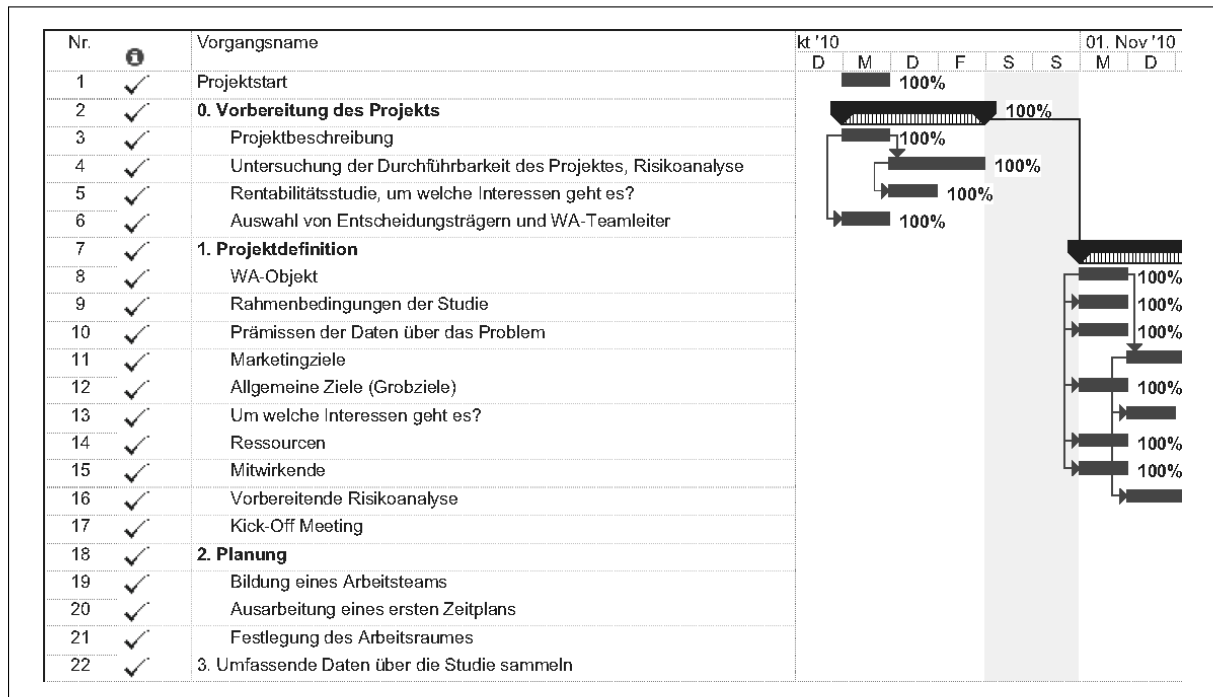 Nr. Vorgangsname kt '10 01. Nov '10
D M D F S S M D
1 Projektstart 100%
2 0. Vorbereitung des Projekts 100%
3 Projektbeschreibung 100%
4 Untersuchung der Durchführbarkeit des Projektes, Risikoanalyse 100%
5 Rentabilitätsstudie, um welche Interessen geht es? 100%
6 Auswahl von Entscheidungsträgern und WA-Teamleiter 100%
7 1. Projektdefinition
8 WA-Objekt 100%
9 Rahmenbedingungen der Studie 100%
10 Prämissen der Daten über das Problem 100%
11 Marketingziele
12 Allgemeine Ziele (Grobziele) 100%
13 Um welche Interessen geht es?
14 Ressourcen 100%
15 Mitwirkende 100%
16 Vorbereitende Risikoanalyse
17 Kick-Off Meeting
18 2. Planung
19 Bildung eines Arbeitsteams
20 Ausarbeitung eines ersten Zeitplans
21 Festlegung des Arbeitsraumes
22 3. Umfassende Daten über die Studie sammeln